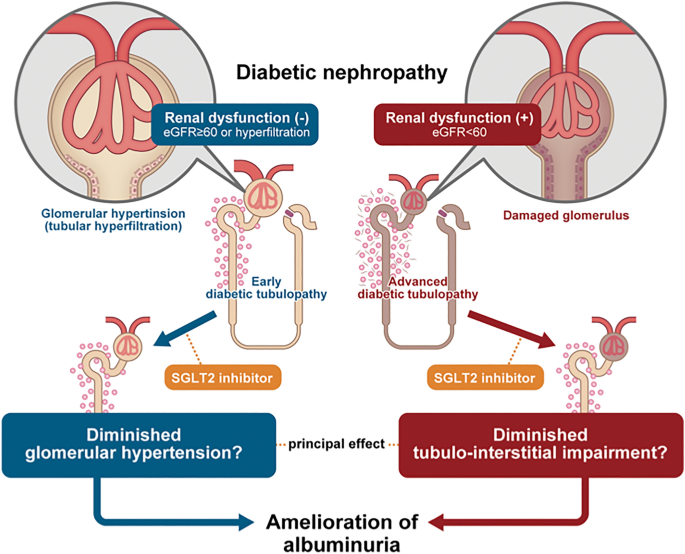 Diabetic nephropathy
Renal dysfunction (-)
eGFR≥60 or hyperfiltration
Renal dysfunction (+)
eGFR<60
Glomerular hypertinsion
(tubular hyperfiltration)
Damaged glomerulus
Early
diabetic tubulopathy
Advanced
diabetic tubulopathy
SGLT2 inhibitor
SGLT2 inhibitor
Diminished
glomerular hypertension?
principal effect
Diminished
tubulo-interstitial impairment?
Amelioration of
albuminuria